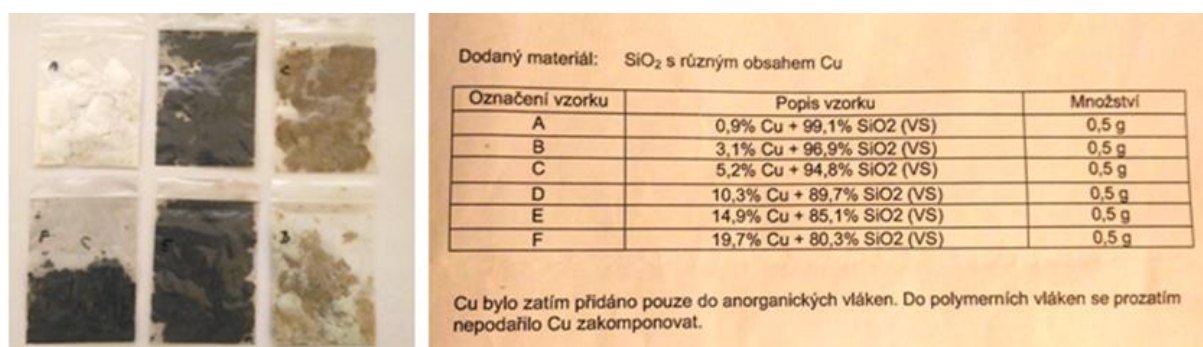 A
D
C
F
E
B
Dodaný materiál: SiO₂ s různým obsahem Cu
Označení vzorku Popis vzorku Množství
A 0,9% Cu + 99,1% SiO2 (VS) 0,5 g
B 3,1% Cu + 96,9% SiO2 (VS) 0,5 g
C 5,2% Cu + 94,8% SiO2 (VS) 0,5 g
D 10,3% Cu + 89,7% SiO2 (VS) 0,5 g
E 14,9% Cu + 85,1% SiO2 (VS) 0,5 g
F 19,7% Cu + 80,3% SiO2 (VS) 0,5 g
Cu bylo zatím přidáno pouze do anorganických vláken. Do polymerních vláken se prozatím
nepodařilo Cu zakomponovat.